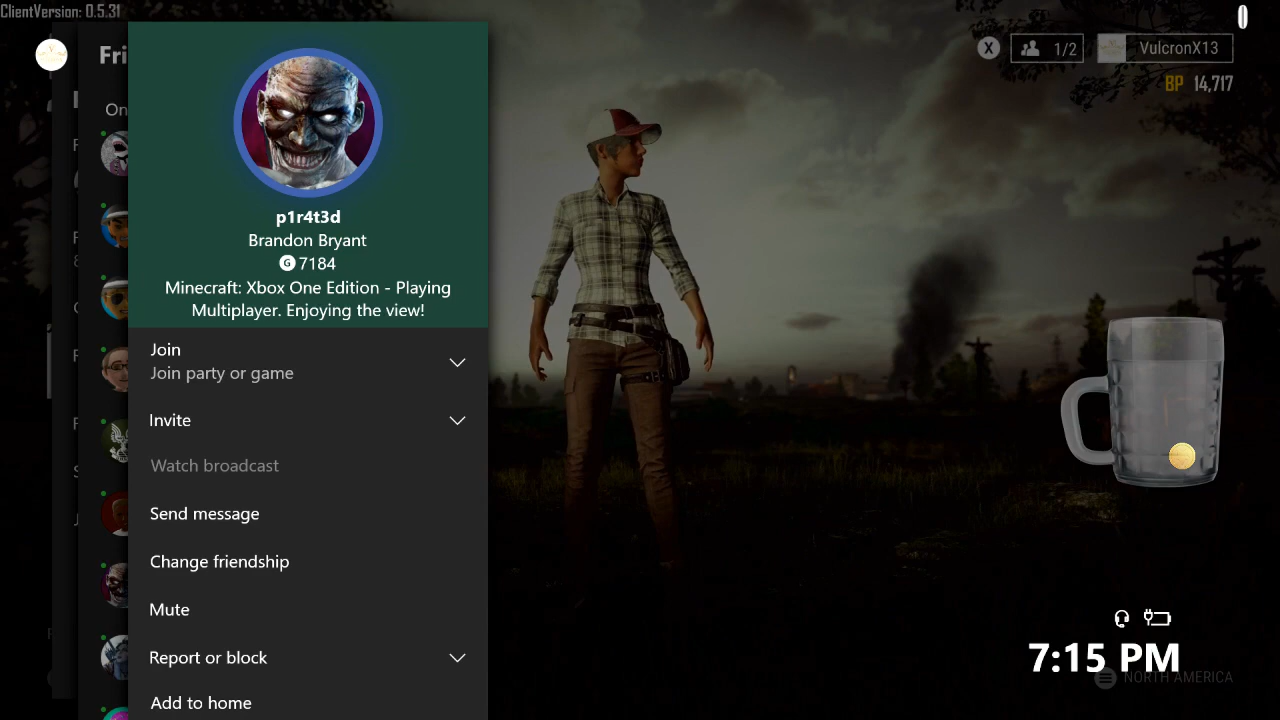 ClientVersion: 0.5.31
Fri
On
p1r4t3d
Brandon Bryant
G 7184
Minecraft: Xbox One Edition - Playing
Multiplayer. Enjoying the view!
Join
Join party or game
Invite
Watch broadcast
Send message
Change friendship
Mute
Report or block
Add to home
X
1/2
VulcronX13
BP 14,717
7:15 PM
NORTH AMERICA